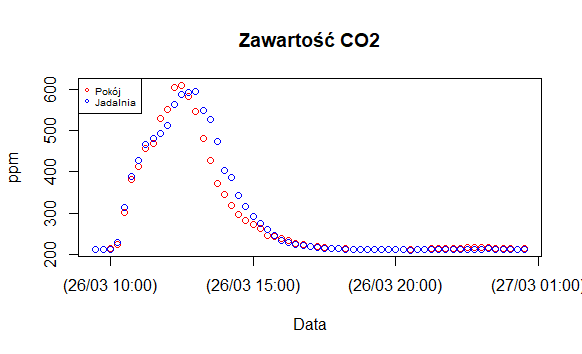 Zawartość CO2
Pokój
Jadalnia
ppm
600
500
400
300
200
(26/03 10:00) (26/03 15:00) (26/03 20:00) (27/03 01:00)
Data